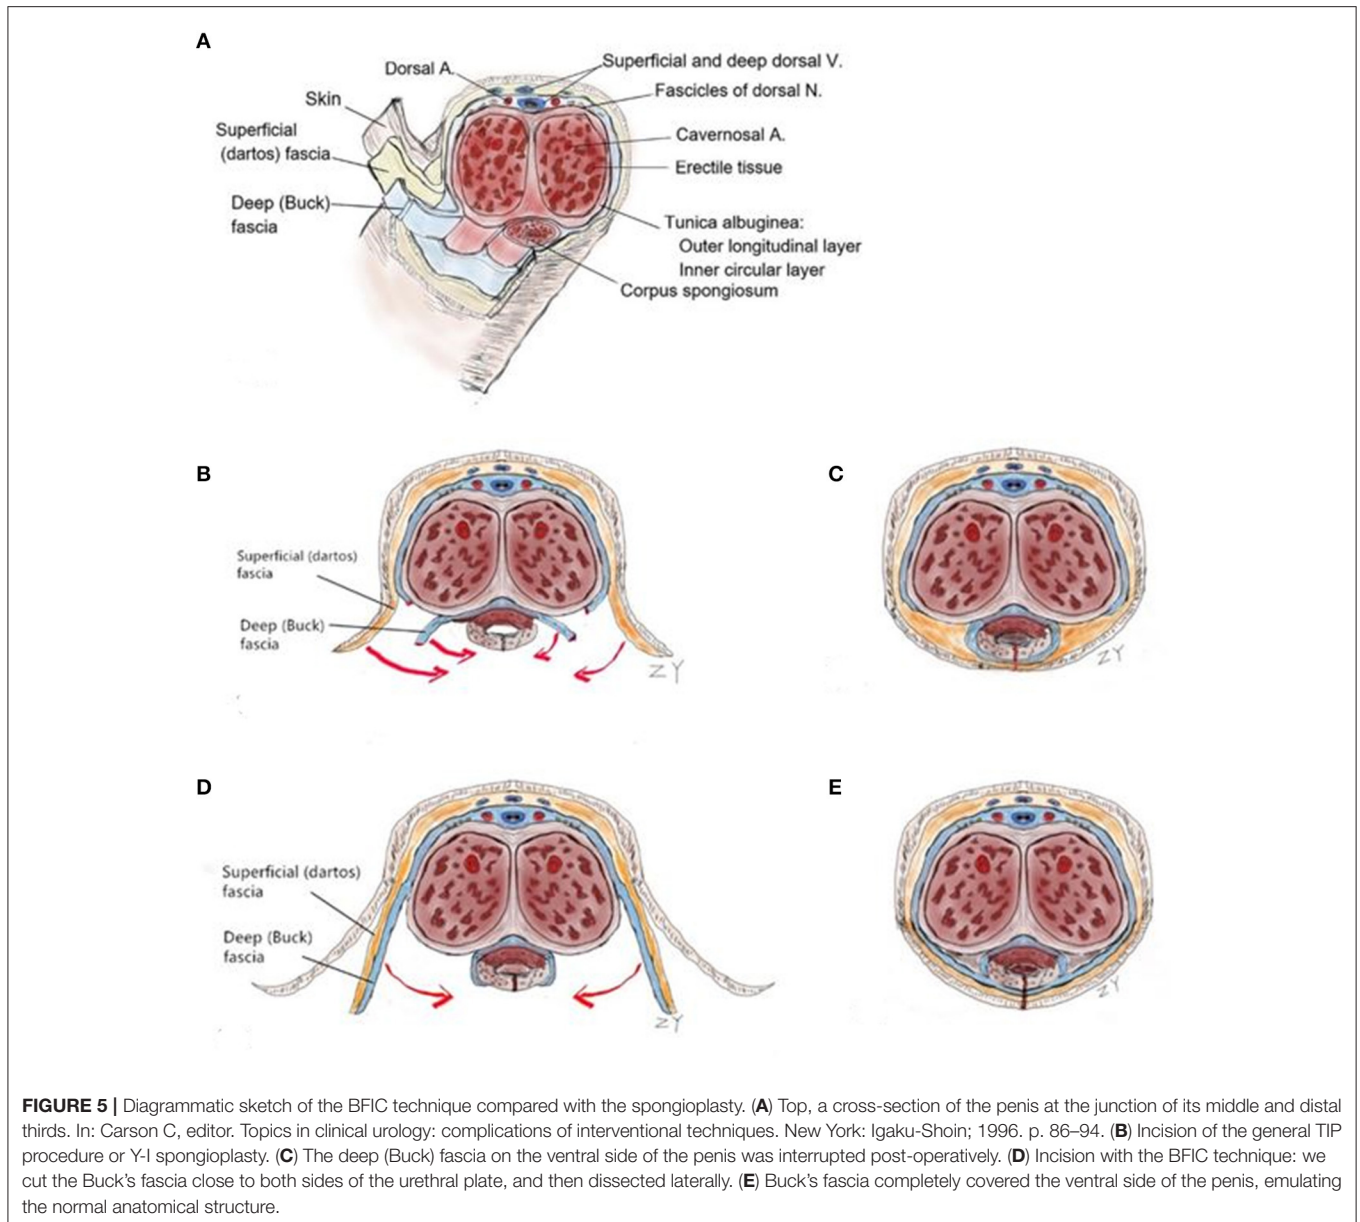 A
Dorsal A.
Superficial and deep dorsal V.
Fascicles of dorsal N.
Skin
Superficial
(dartos) fascia
Cavernosal A.
Erectile tissue
Deep (Buck)
fascia
Tunica albuginea:
Outer longitudinal layer
Inner circular layer
Corpus spongiosum
B
Superficial (dartos)
fascia
Deep (Buck)
fascia
ZY
C
ZY
D
Superficial (dartos)
fascia
Deep (Buck)
fascia
ZY
E
ZY
FIGURE 5 | Diagrammatic sketch of the BFIC technique compared with the spongioplasty. (A) Top, a cross-section of the penis at the junction of its middle and distal
thirds. In: Carson C, editor. Topics in clinical urology: complications of interventional techniques. New York: Igaku-Shoin; 1996. p. 86–94. (B) Incision of the general TIP
procedure or Y-I spongioplasty. (C) The deep (Buck) fascia on the ventral side of the penis was interrupted post-operatively. (D) Incision with the BFIC technique: we
cut the Buck's fascia close to both sides of the urethral plate, and then dissected laterally. (E) Buck's fascia completely covered the ventral side of the penis, emulating
the normal anatomical structure.